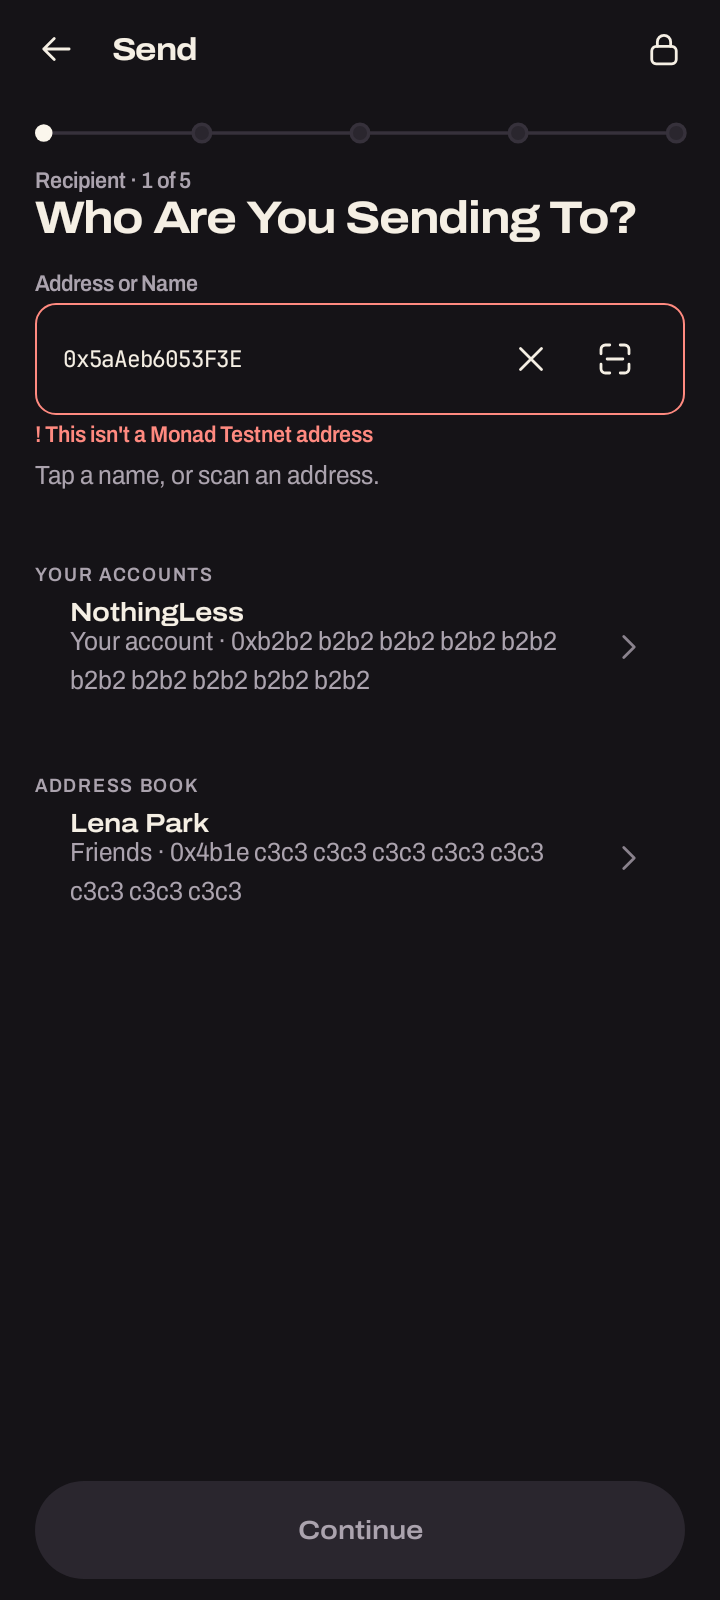 Send
Recipient · 1 of 5
Who Are You Sending To?
Address or Name
0x5aAeb6053F3E
! This isn't a Monad Testnet address
Tap a name, or scan an address.
YOUR ACCOUNTS
NothingLess
Your account · 0xb2b2 b2b2 b2b2 b2b2 b2b2
b2b2 b2b2 b2b2 b2b2 b2b2
ADDRESS BOOK
Lena Park
Friends · 0x4b1e c3c3 c3c3 c3c3 c3c3 c3c3
c3c3 c3c3 c3c3
Continue